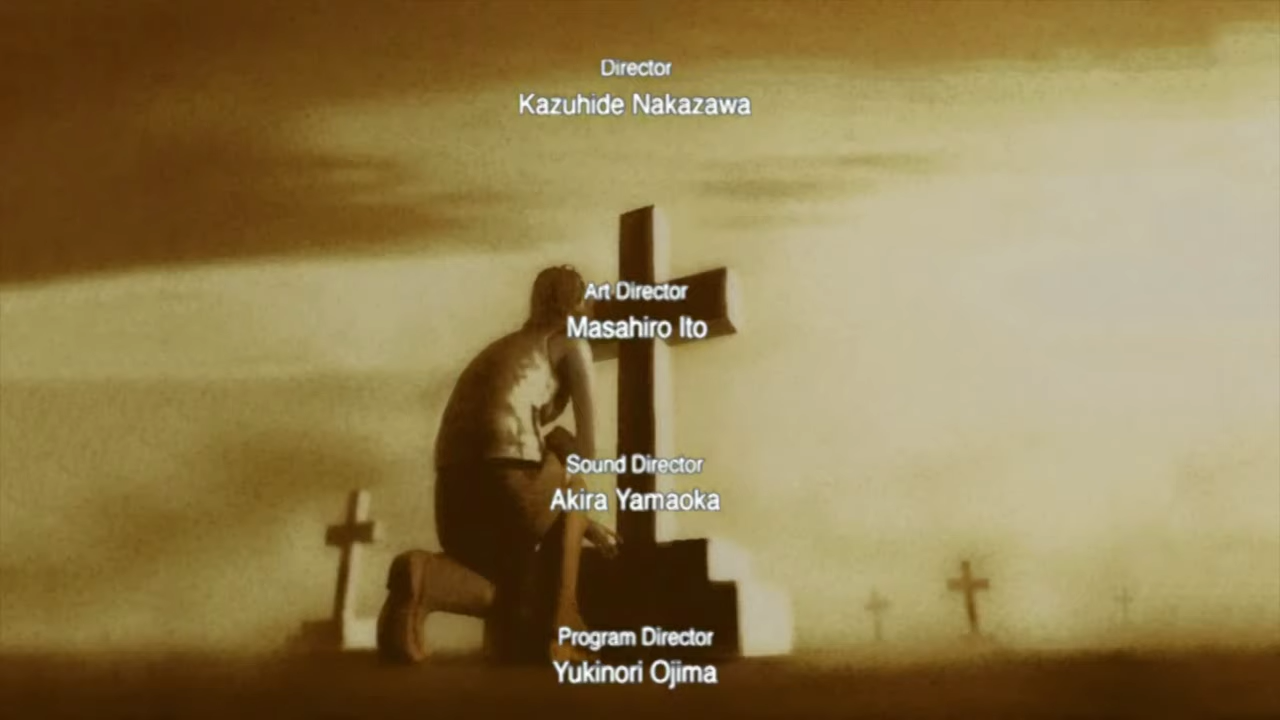 Director
Kazuhide Nakazawa
Art Director
Masahiro Ito
Sound Director
Akira Yamaoka
Program Director
Yukinori Ojima